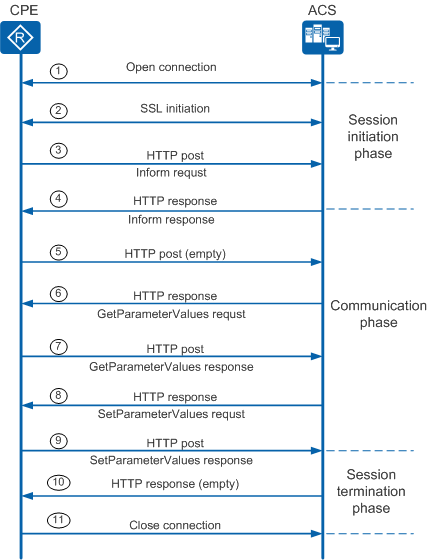 CPE
ACS
R
1 Open connection
2 SSL initiation
Session
initiation
phase
3 HTTP post
Inform requst
4 HTTP response
Inform response
5 HTTP post (empty)
6 HTTP response
GetParameterValues requst
Communication
phase
7 HTTP post
GetParameterValues response
8 HTTP response
SetParameterValues requst
9 HTTP post
SetParameterValues response
Session
termination
phase
10 HTTP response (empty)
11 Close connection